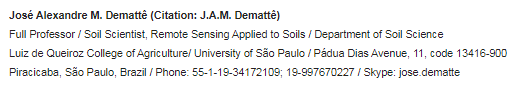 José Alexandre M. Demattê (Citation: J.A.M. Demattê)
Full Professor / Soil Scientist, Remote Sensing Applied to Soils / Department of Soil Science
Luiz de Queiroz College of Agriculture/ University of São Paulo / Pádua Dias Avenue, 11, code 13416-900
Piracicaba, São Paulo, Brazil / Phone: 55-1-19-34172109; 19-997670227 / Skype: jose.dematte